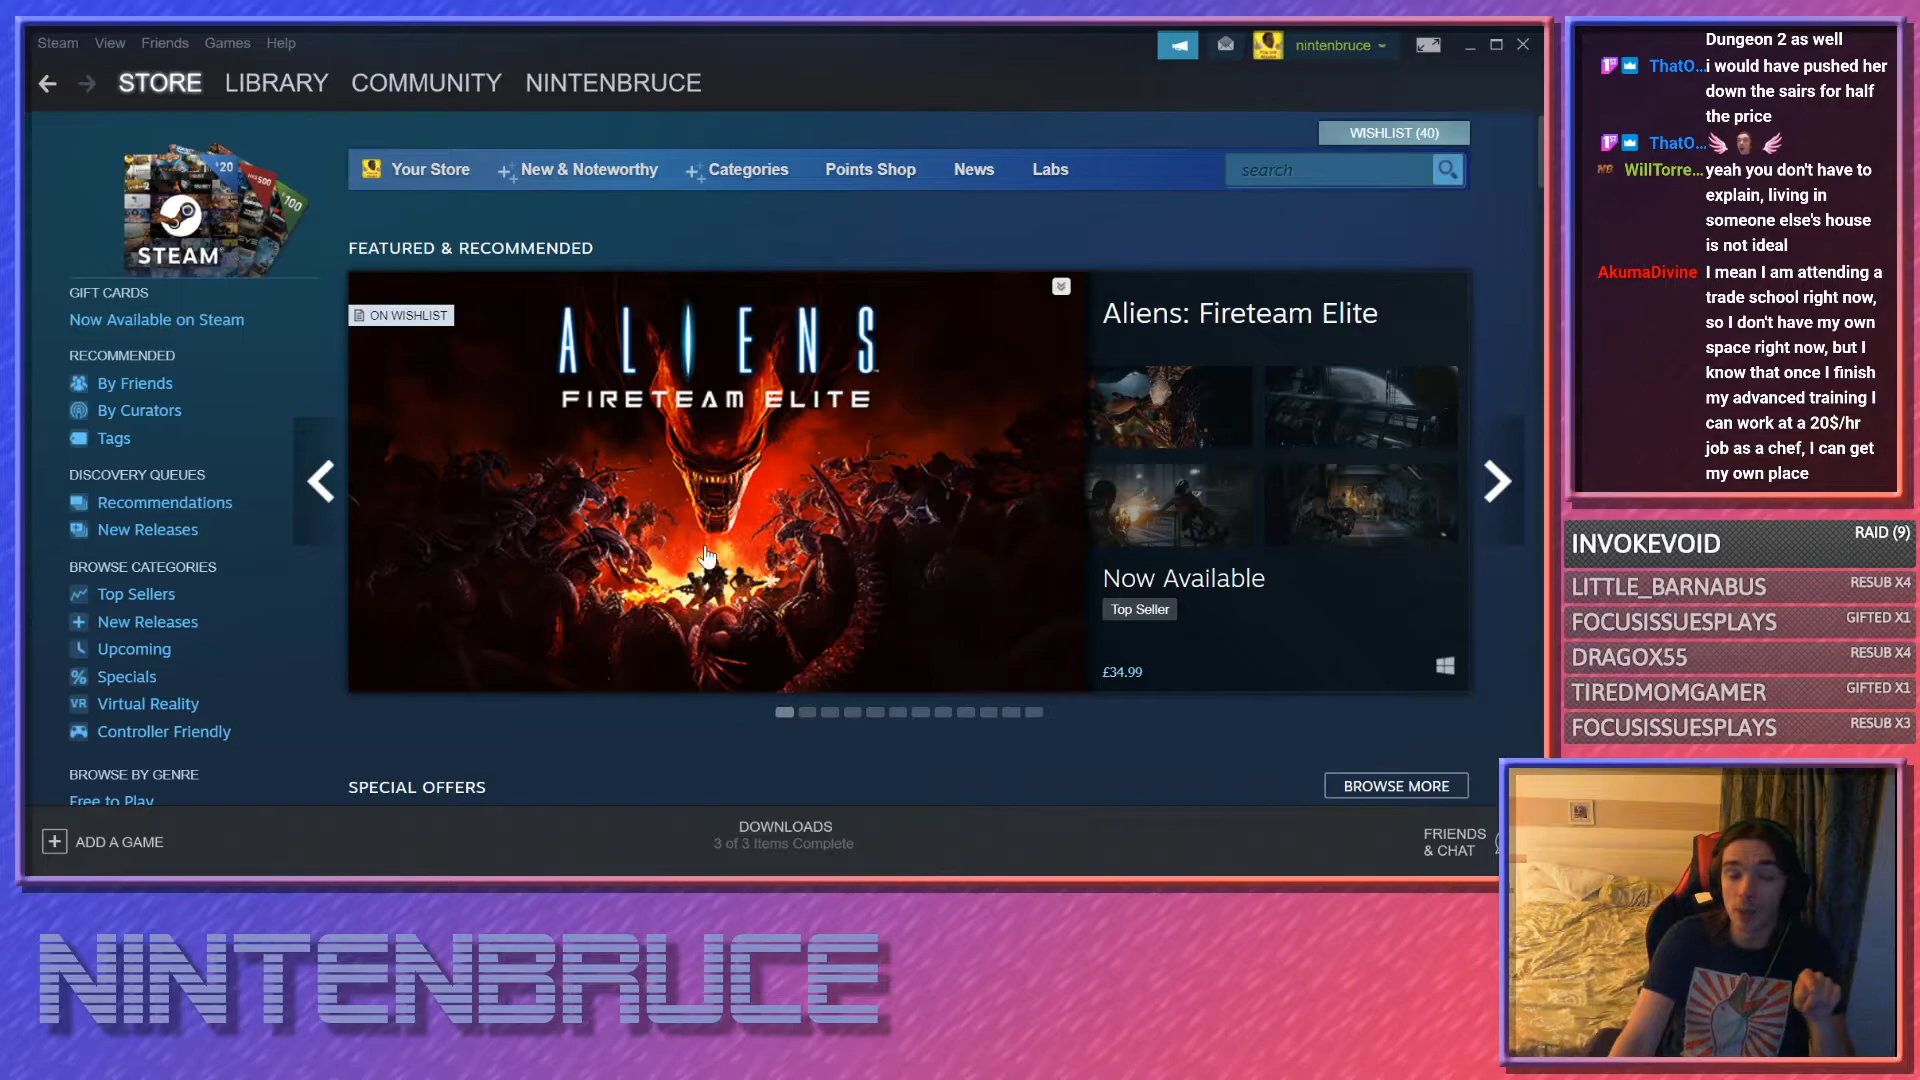 Steam View Friends Games Help
nintenbruce
STORE LIBRARY COMMUNITY NINTENBRUCE
WISHLIST (40)
Your Store New & Noteworthy Categories Points Shop News Labs
search
STEAM
20
500
100
GIFT CARDS
Now Available on Steam
RECOMMENDED
By Friends
By Curators
Tags
DISCOVERY QUEUES
Recommendations
New Releases
BROWSE CATEGORIES
Top Sellers
New Releases
Upcoming
Specials
VR Virtual Reality
Controller Friendly
BROWSE BY GENRE
Free to Play
FEATURED & RECOMMENDED
ON WISHLIST
ALIENS
FIRETEAM ELITE
Aliens: Fireteam Elite
Now Available
Top Seller
£34.99
SPECIAL OFFERS
BROWSE MORE
ADD A GAME
DOWNLOADS
3 of 3 Items Complete
FRIENDS
& CHAT
Dungeon 2 as well
ThatO... i would have pushed her
down the sairs for half
the price
ThatO...
WillTorre... yeah you don't have to
explain, living in
someone else's house
is not ideal
AkumaDivine I mean I am attending a
trade school right now,
so I don't have my own
space right now, but I
know that once I finish
my advanced training I
can work at a 20$/hr
job as a chef, I can get
my own place
INVOKEVOID RAID (9)
LITTLE_BARNABUS RESUB X4
FOCUSISSUESPLAYS GIFTED X1
DRAGOX55 RESUB X4
TIREDMOMGAMER GIFTED X1
FOCUSISSUESPLAYS RESUB X3
NINTENBRUCE